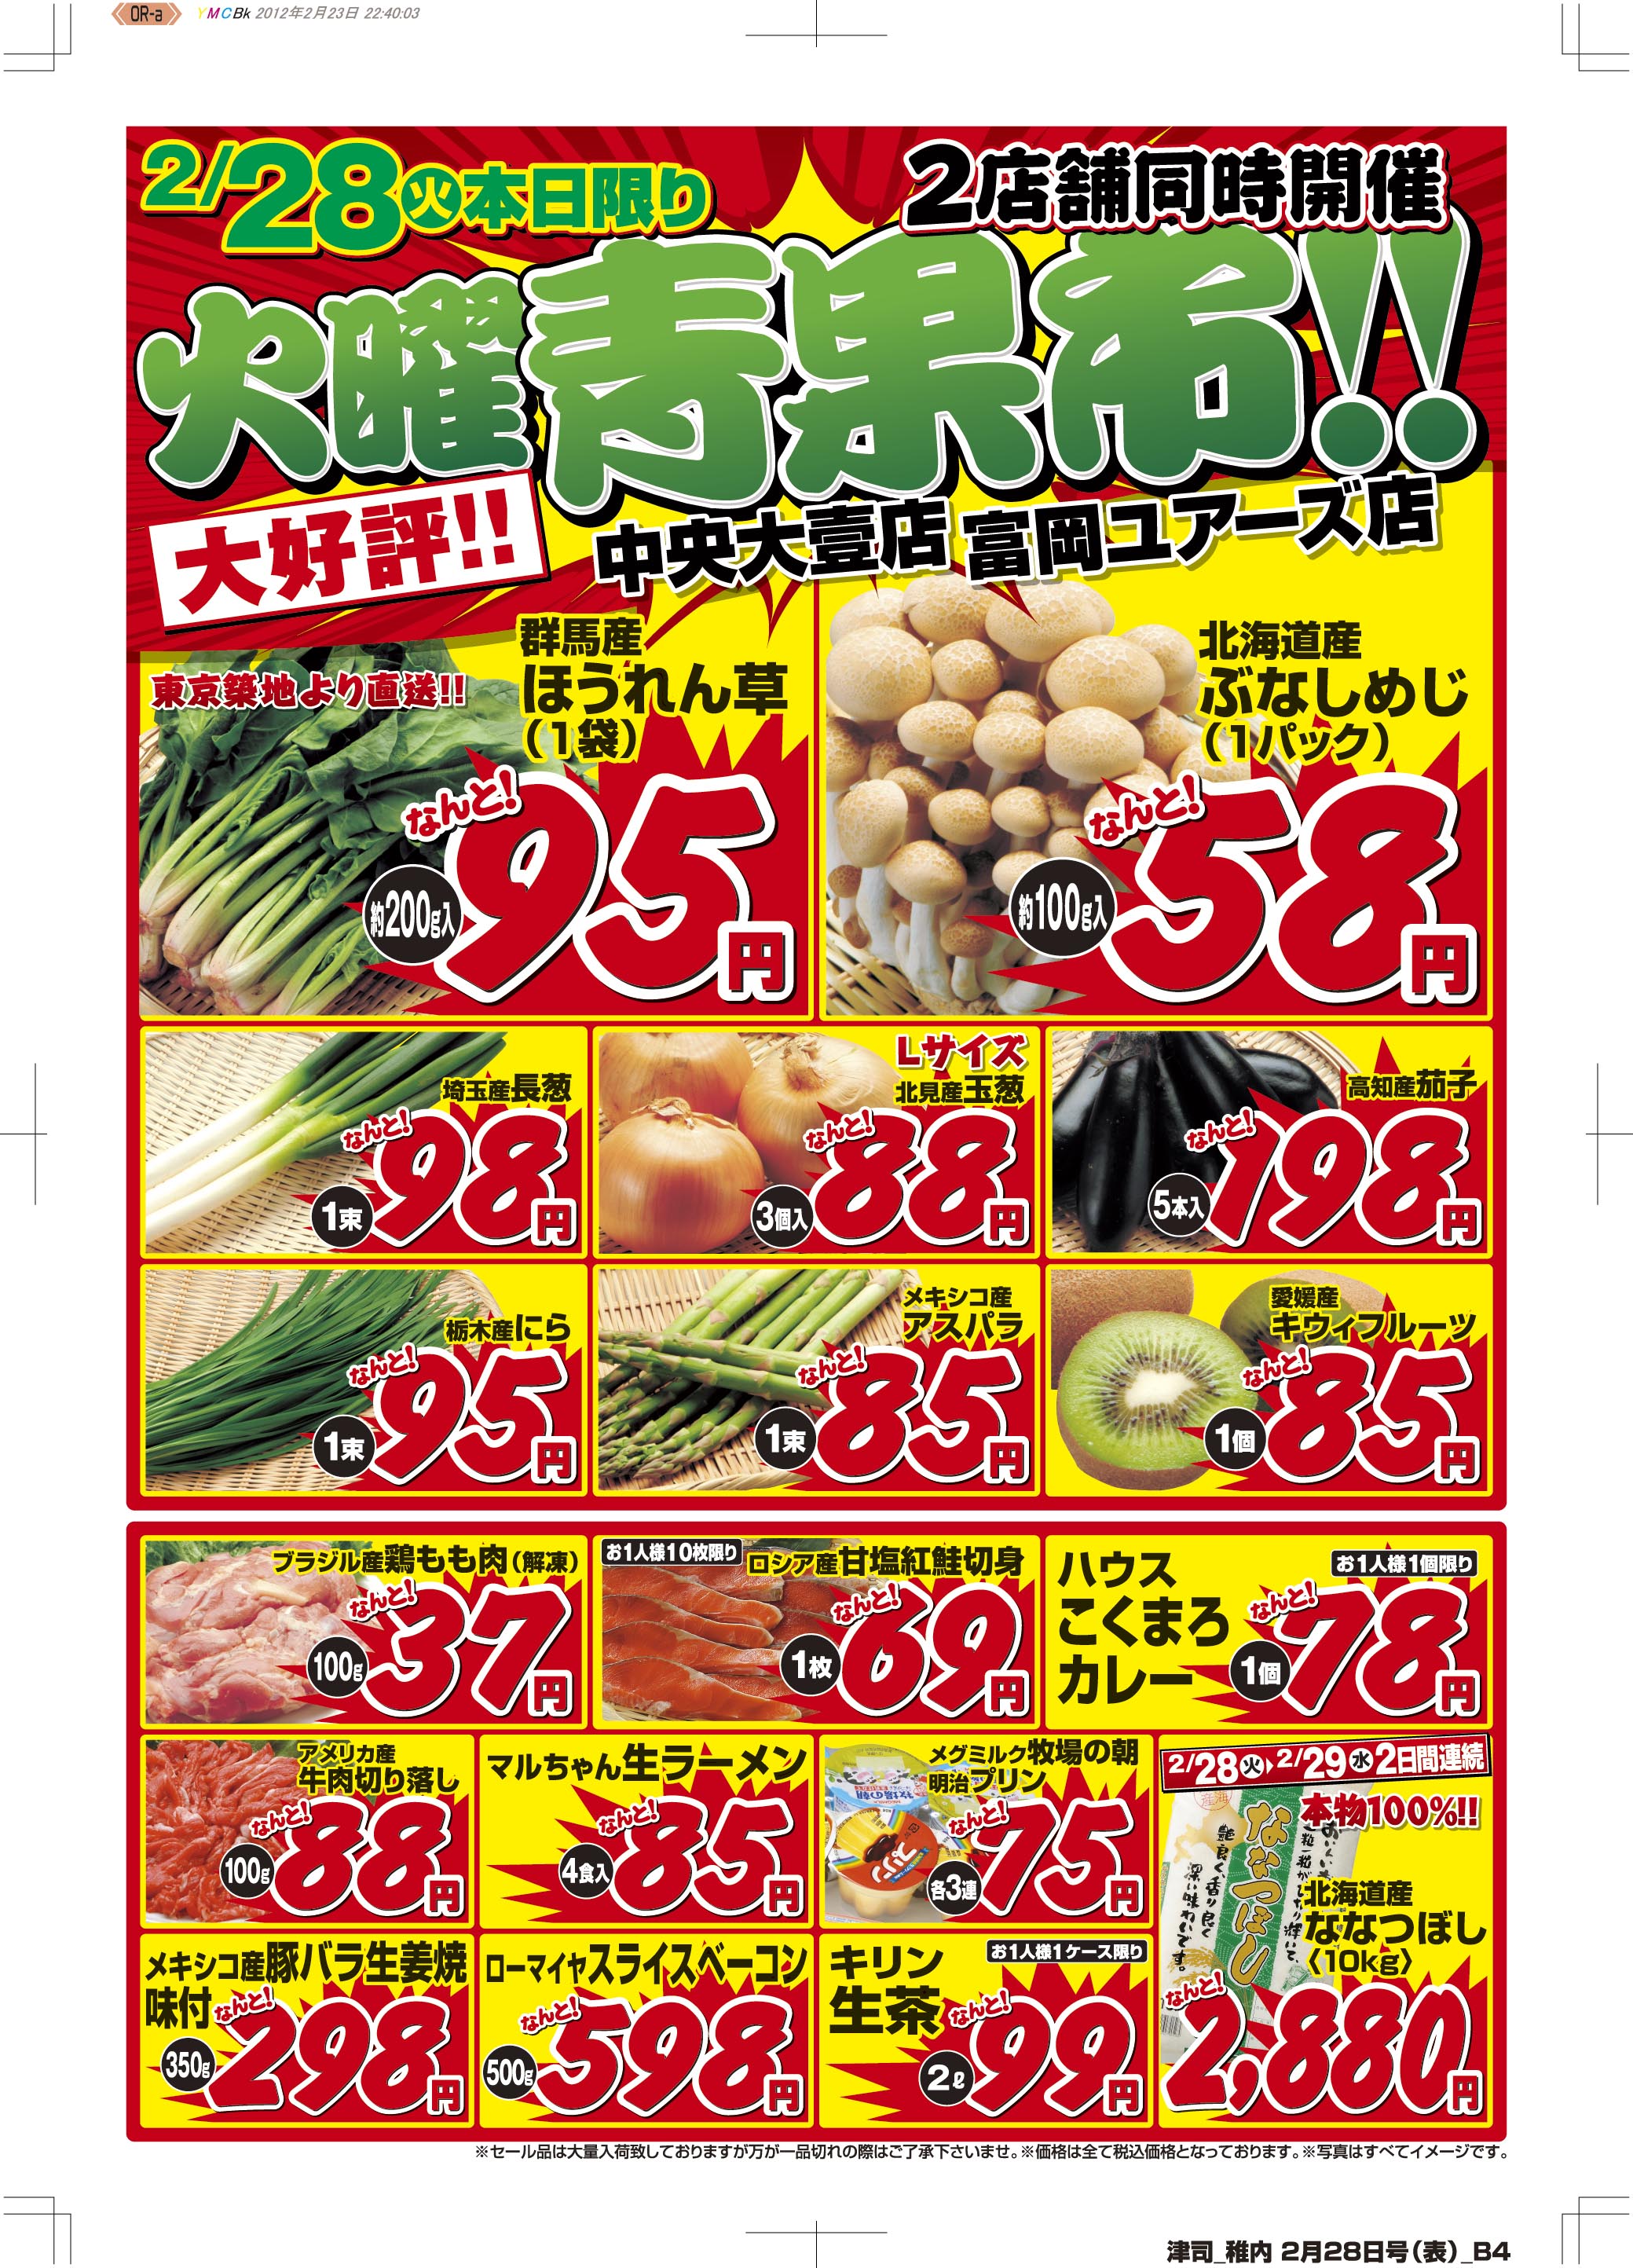 OR-a YMCBk 2012年2月23日 22:40:03
2/28火本日限り
2店舗同時開催
火曜青果市!!
大好評!!
中央大壹店 富岡ユアーズ店
東京築地より直送!!
群馬産
ほうれん草
(1袋)
なんと!
約200g入
95円
北海道産
ぶなしめじ
(1パック)
なんと!
約100g入
58円
埼玉産長葱
なんと!
1束
98円
Lサイズ
北見産玉葱
なんと!
3個入
88円
高知産茄子
なんと!
5本入
198円
栃木産にら
なんと!
1束
95円
メキシコ産
アスパラ
なんと!
1束
85円
愛媛産
キウィフルーツ
なんと!
1個
85円
ブラジル産鶏もも肉(解凍)
なんと!
100g
37円
お1人様10枚限り
ロシア産甘塩紅鮭切身
なんと!
1枚
69円
ハウス
こくまろ
カレー
お1人様1個限り
なんと!
1個
78円
アメリカ産
牛肉切り落し
なんと!
100g
88円
マルちゃん生ラーメン
なんと!
4食入
85円
メグミルク牧場の朝
明治プリン
牧場の朝
プリン
なんと!
各3連
75円
2/28火▶2/29水2日間連続
本物100%!!
ななつぼし
艶良く、香り良く
深い味わいです。
北海道産
ななつぼし
〈10kg〉
なんと!
2,880円
メキシコ産豚バラ生姜焼
味付
なんと!
350g
298円
ローマイヤスライスベーコン
なんと!
500g
598円
キリン
生茶
お1人様1ケース限り
なんと!
2ℓ
99円
※セール品は大量入荷致しておりますが万が一品切れの際はご了承下さいませ。※価格は全て税込価格となっております。※写真はすべてイメージです。
津司_稚内 2月28日号(表)_B4